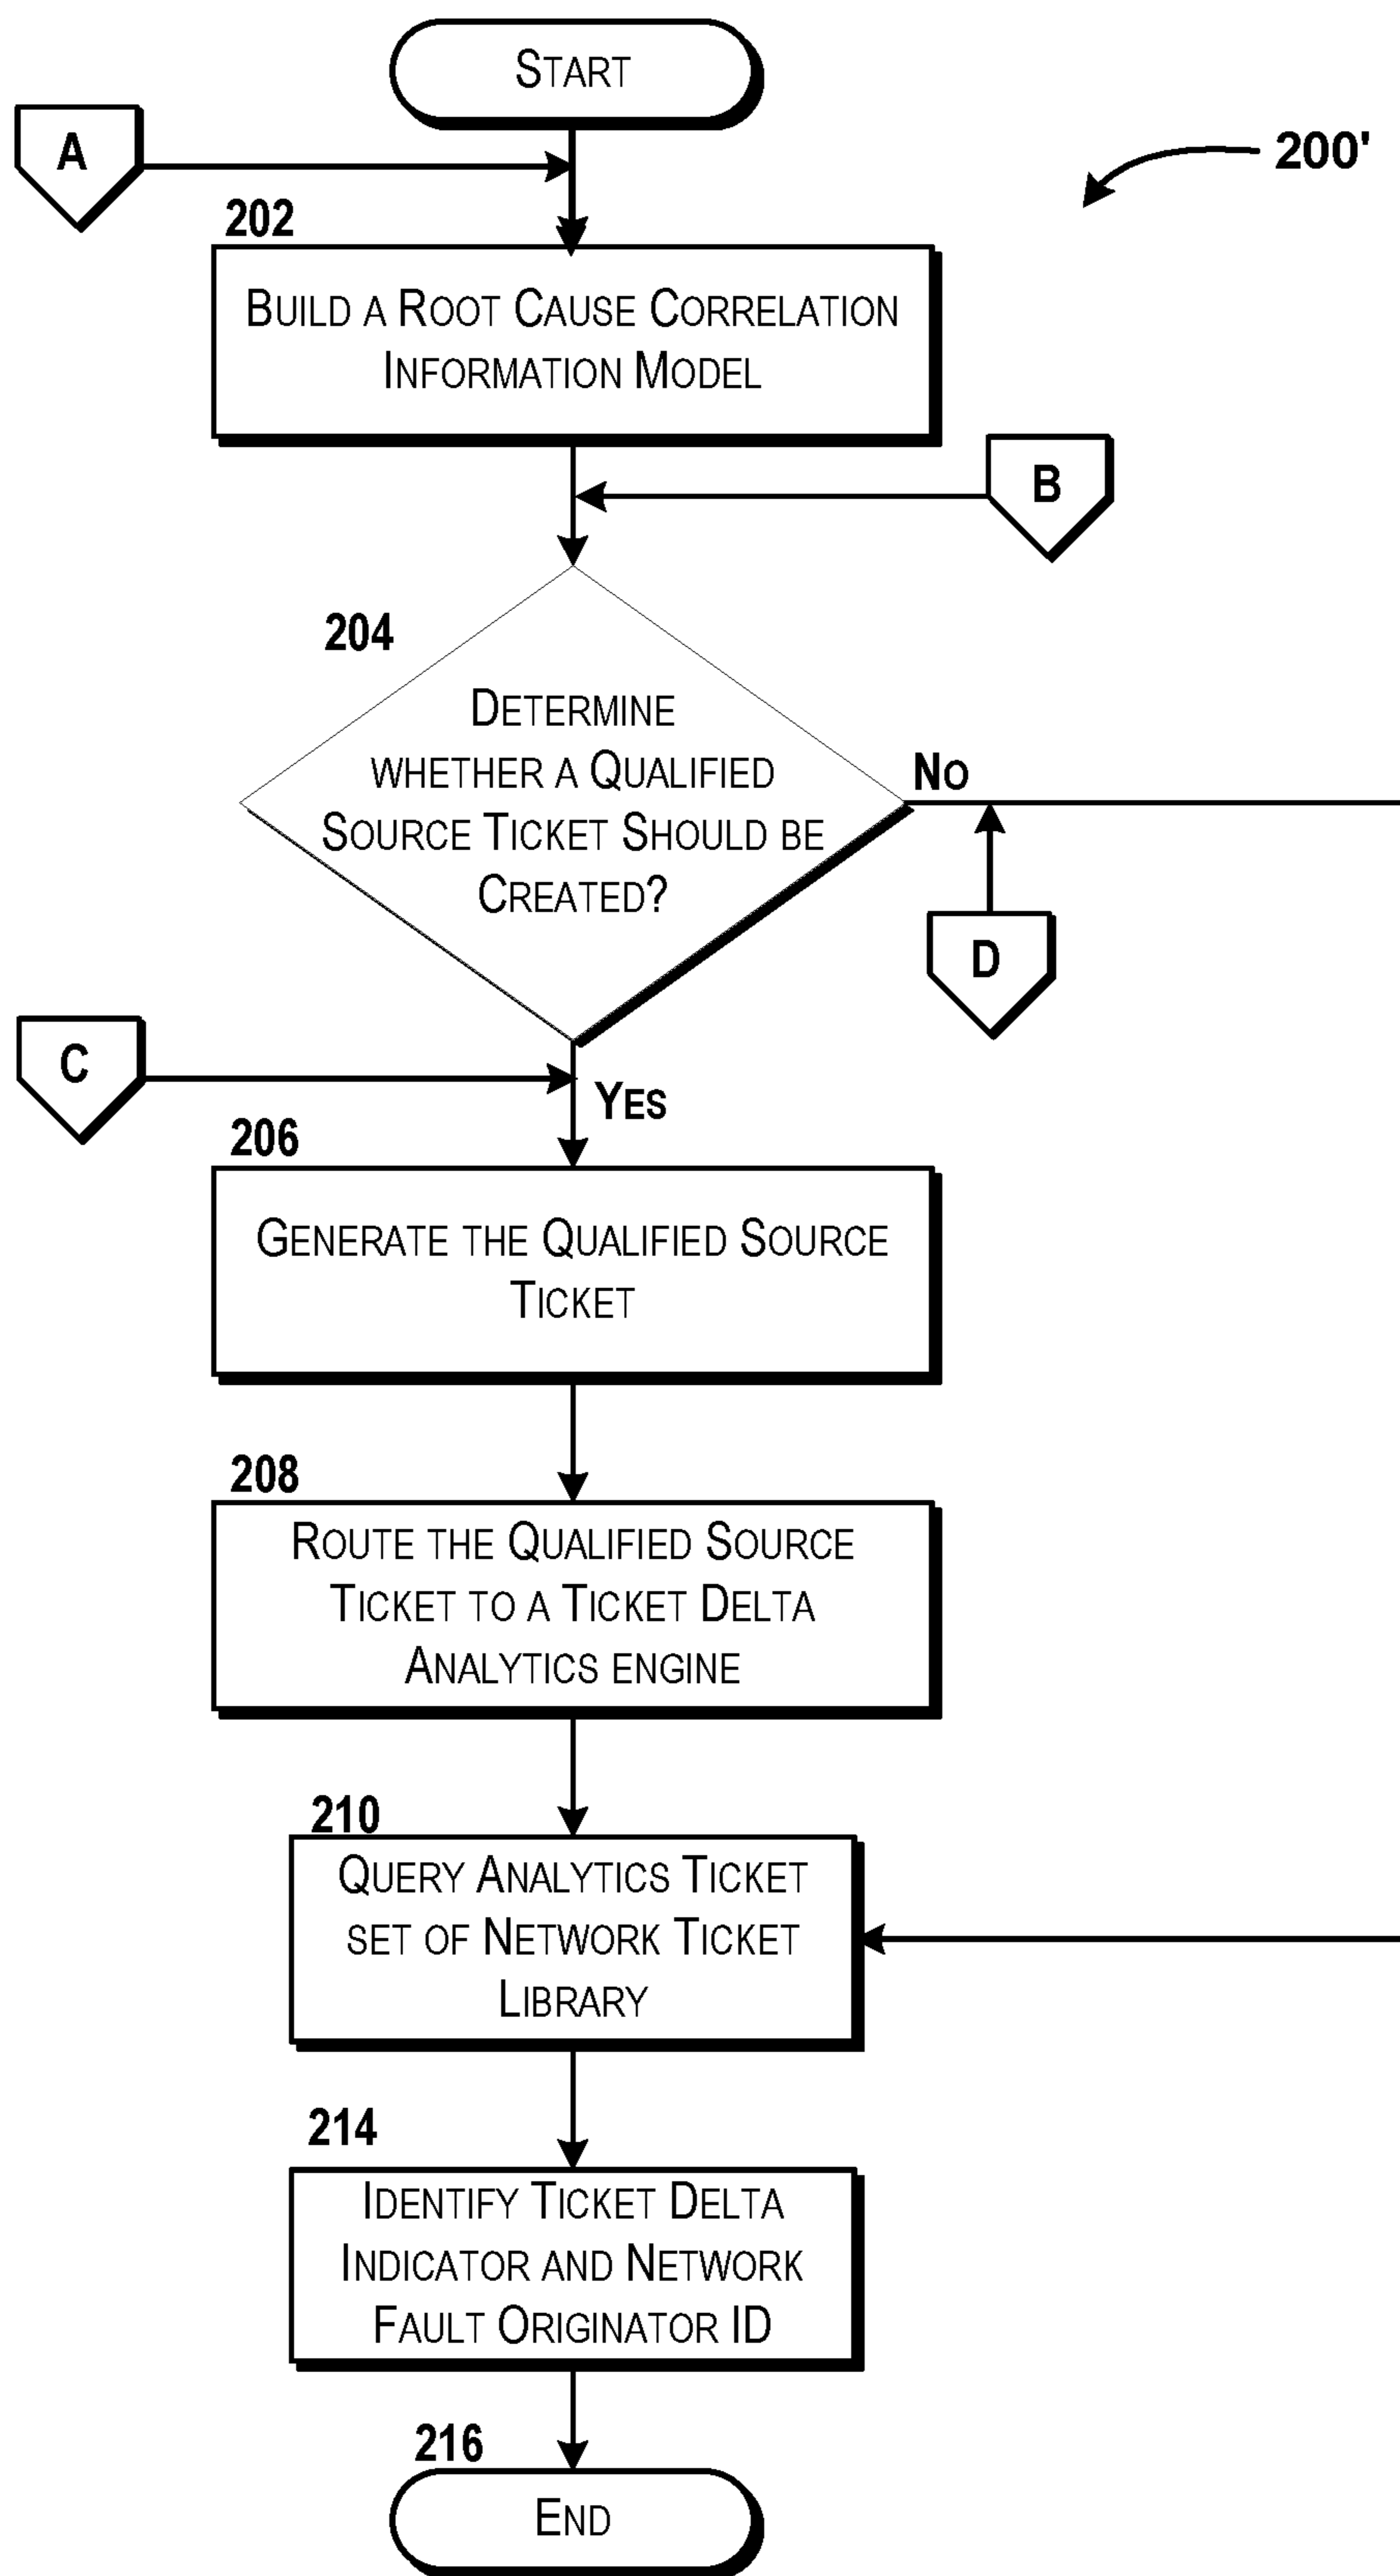 START
A
200'
202
BUILD A ROOT CAUSE CORRELATION
INFORMATION MODEL
B
204
DETERMINE
WHETHER A QUALIFIED
SOURCE TICKET SHOULD BE
CREATED?
NO
D
C
YES
206
GENERATE THE QUALIFIED SOURCE
TICKET
208
ROUTE THE QUALIFIED SOURCE
TICKET TO A TICKET DELTA
ANALYTICS ENGINE
210
QUERY ANALYTICS TICKET
SET OF NETWORK TICKET
LIBRARY
214
IDENTIFY TICKET DELTA
INDICATOR AND NETWORK
FAULT ORIGINATOR ID
216
END